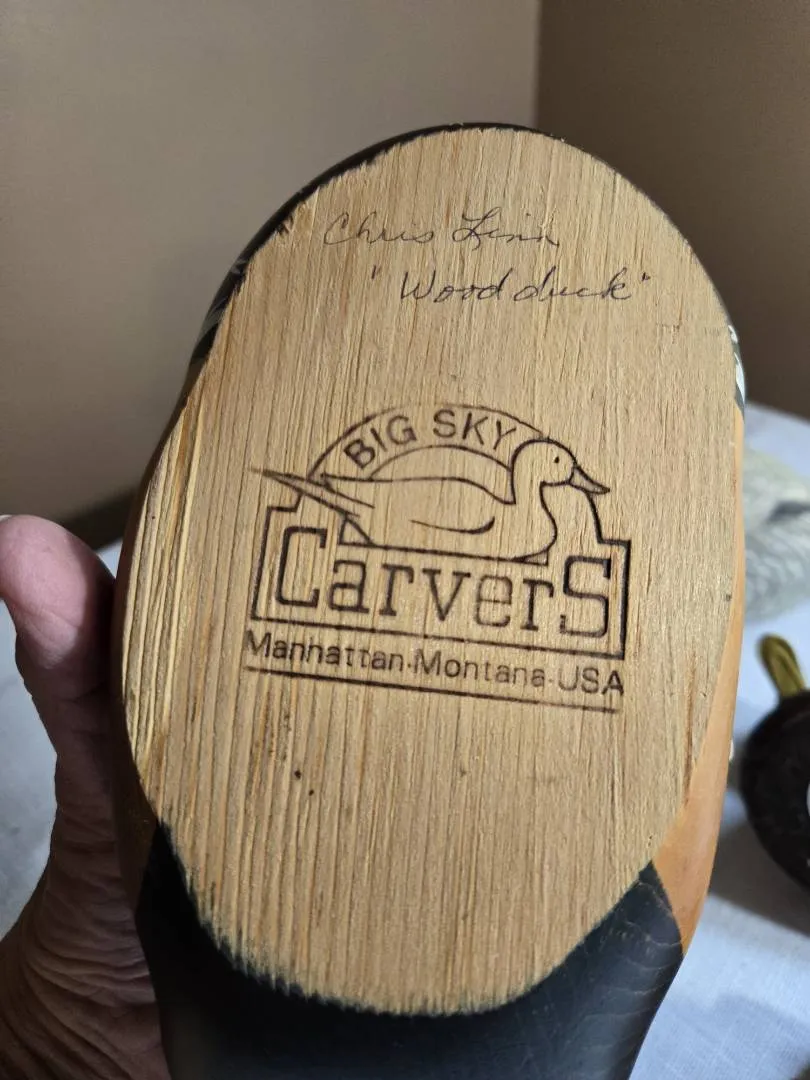 Chris Linn
"Wood duck"
BIG SKY
CarverS
Manhattan·Montana·USA